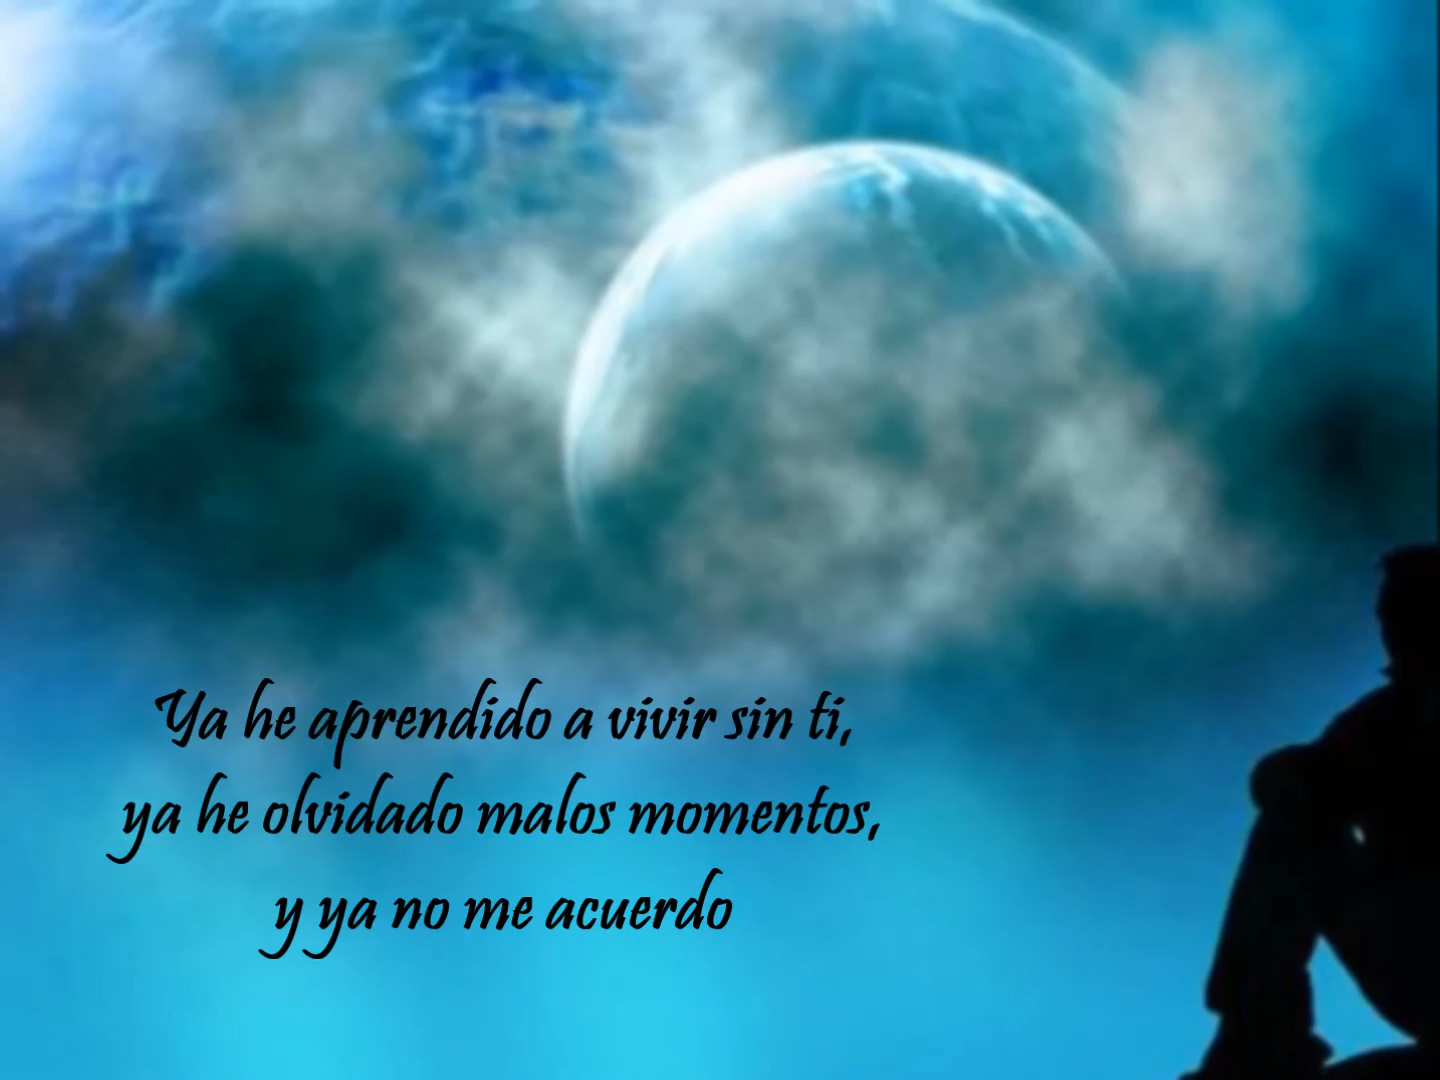 Ya he aprendido a vivir sin ti,
ya he olvidado malos momentos,
y ya no me acuerdo